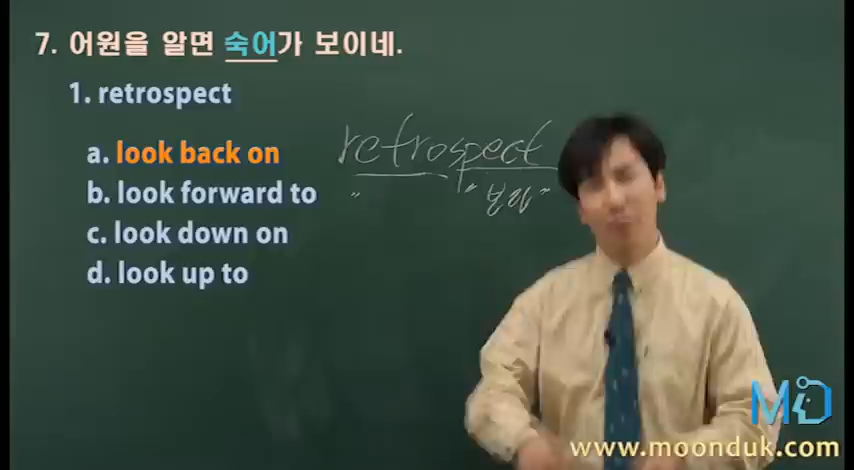 7. 어원을 알면 숙어가 보이네.
1. retrospect
a. look back on
b. look forward to
c. look down on
d. look up to
retrospect
" " 보다 "
MD
www.moonduk.com